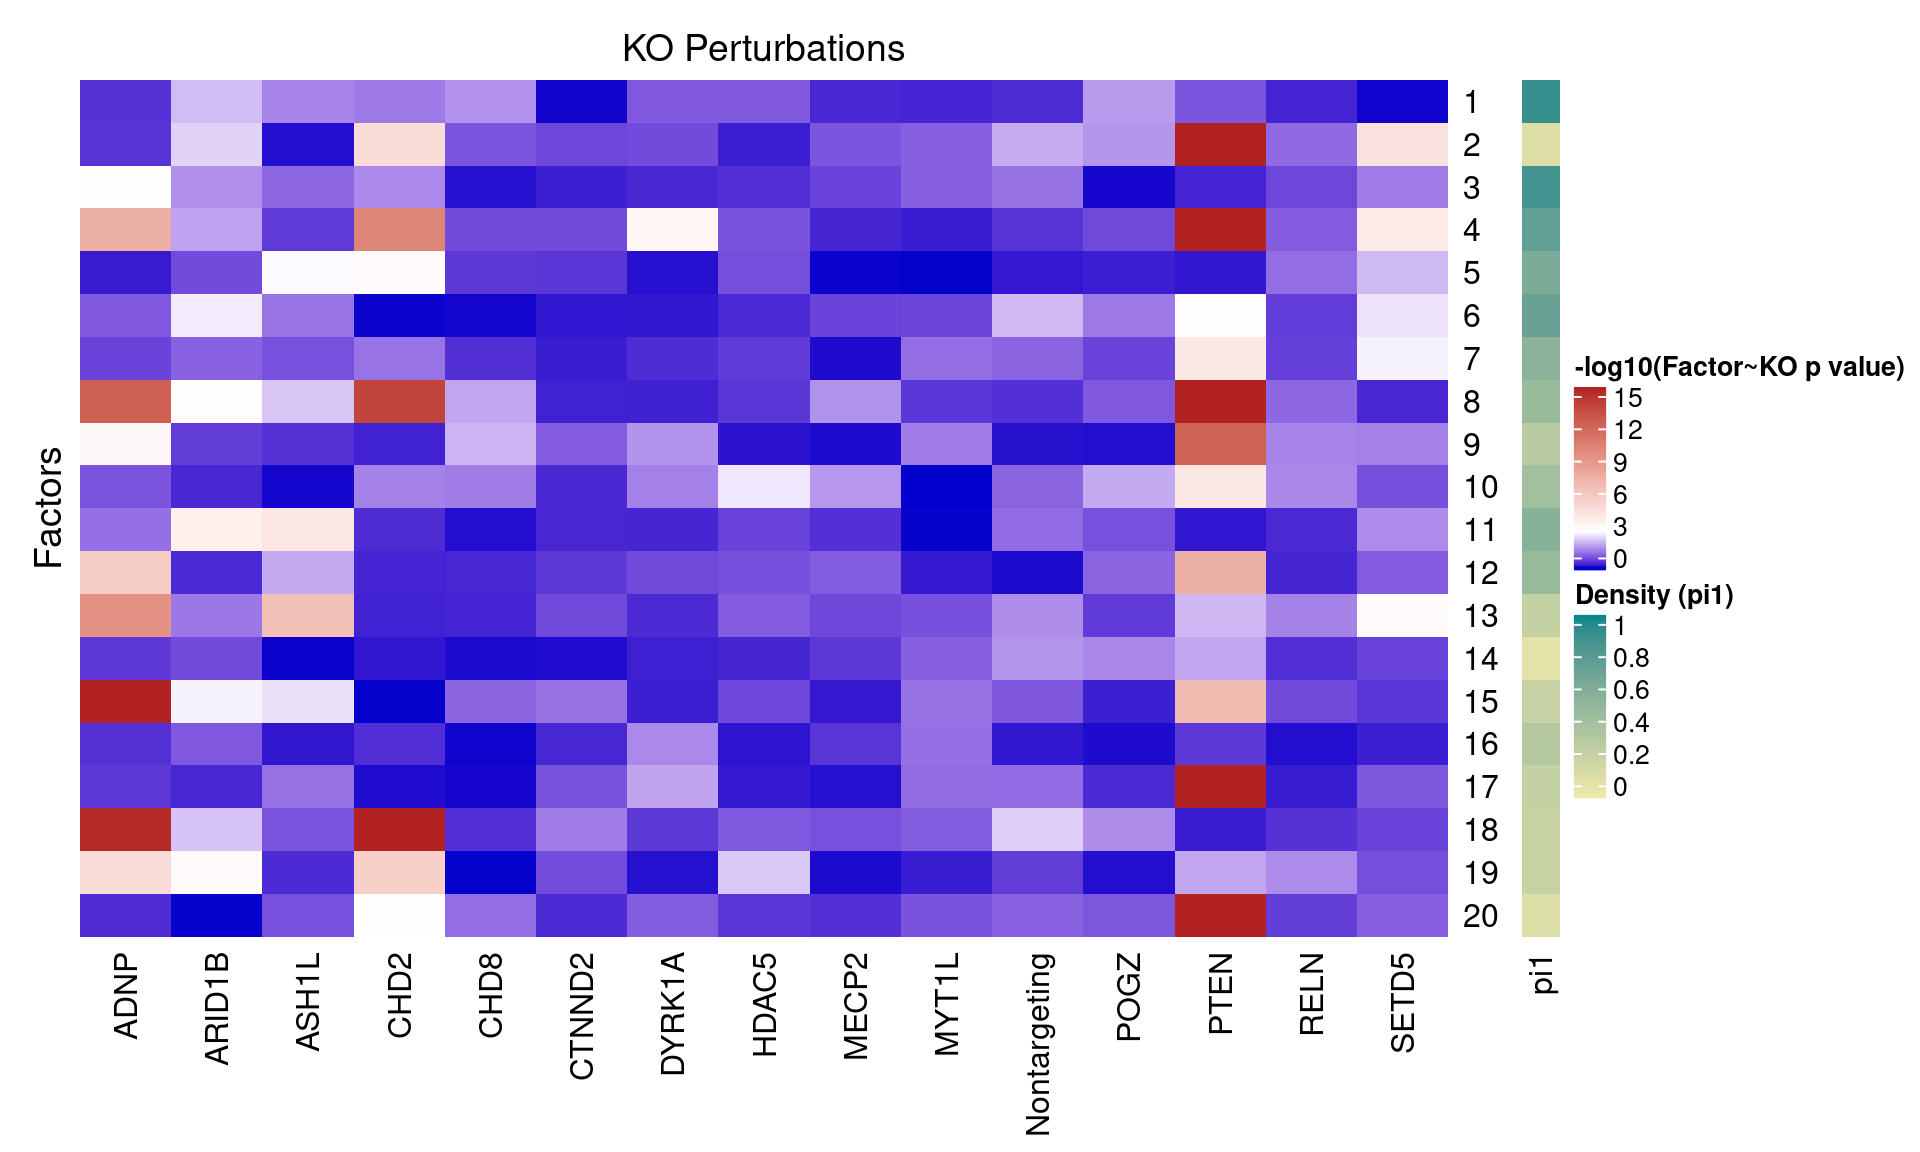 KO Perturbations
Factors
1
2
3
4
5
6
7
8
9
10
11
12
13
14
15
16
17
18
19
20
ADNP
ARID1B
ASH1L
CHD2
CHD8
CTNND2
DYRK1A
HDAC5
MECP2
MYT1L
Nontargeting
POGZ
PTEN
RELN
SETD5
pi1
-log10(Factor~KO p value)
15
12
9
6
3
0
Density (pi1)
1
0.8
0.6
0.4
0.2
0